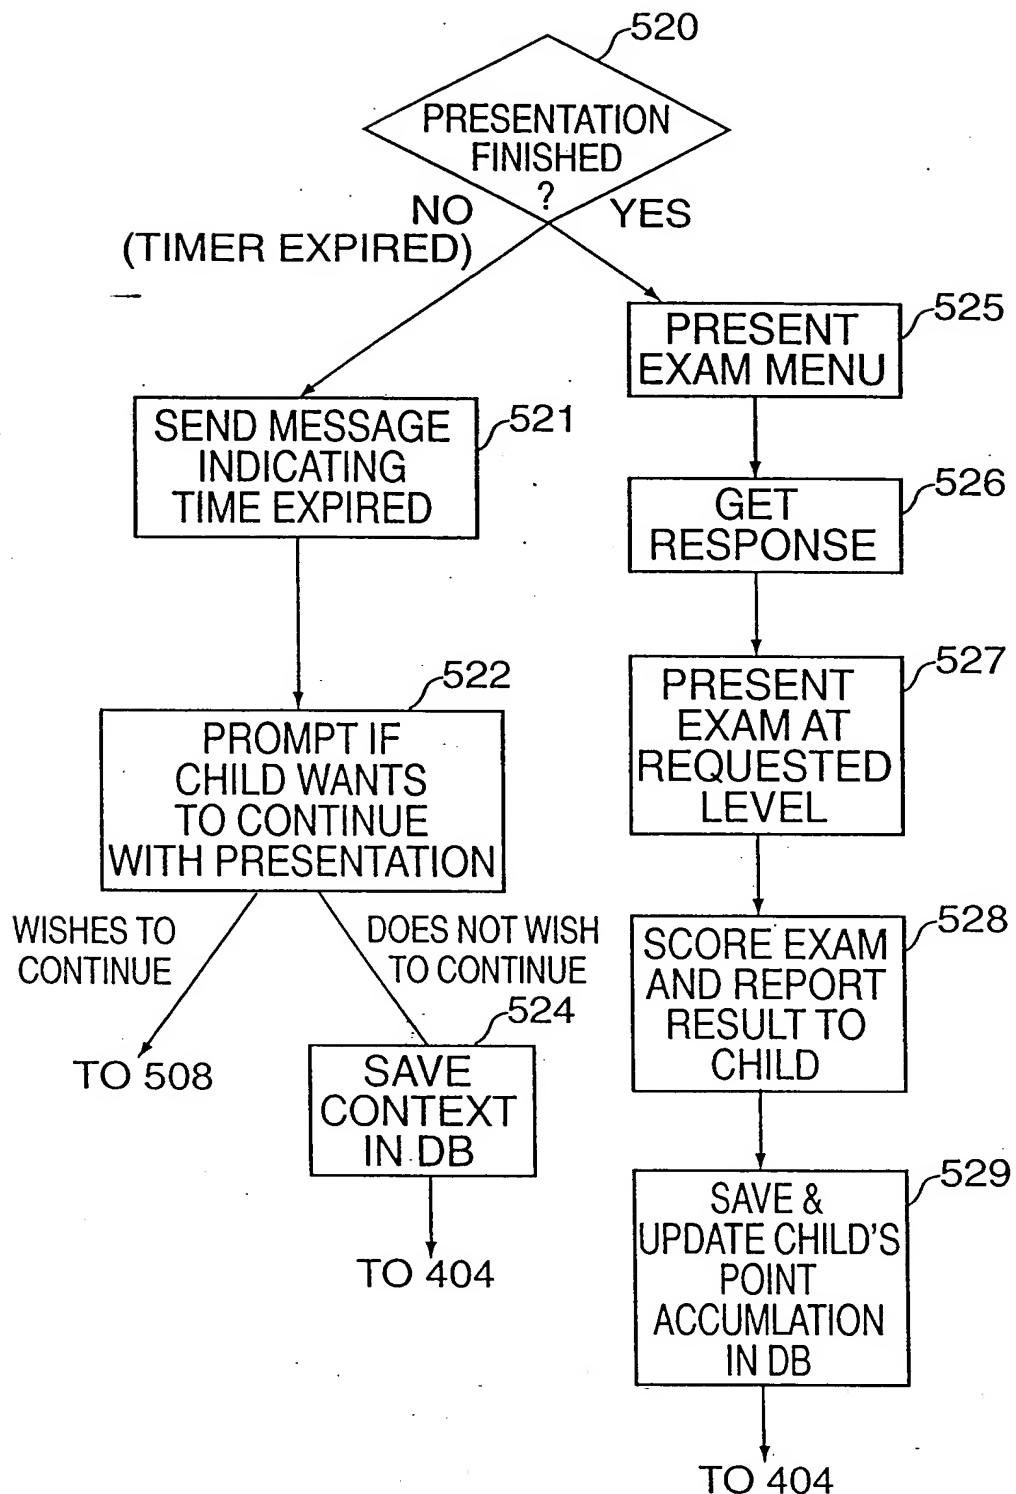 520
PRESENTATION
FINISHED
?
NO
(TIMER EXPIRED)
YES
525
PRESENT
EXAM MENU
521
SEND MESSAGE
INDICATING
TIME EXPIRED
526
GET
RESPONSE
522
PROMPT IF
CHILD WANTS
TO CONTINUE
WITH PRESENTATION
527
PRESENT
EXAM AT
REQUESTED
LEVEL
WISHES TO
CONTINUE
DOES NOT WISH
TO CONTINUE
TO 508
524
SAVE
CONTEXT
IN DB
TO 404
528
SCORE EXAM
AND REPORT
RESULT TO
CHILD
529
SAVE &
UPDATE CHILD'S
POINT
ACCUMLATION
IN DB
TO 404